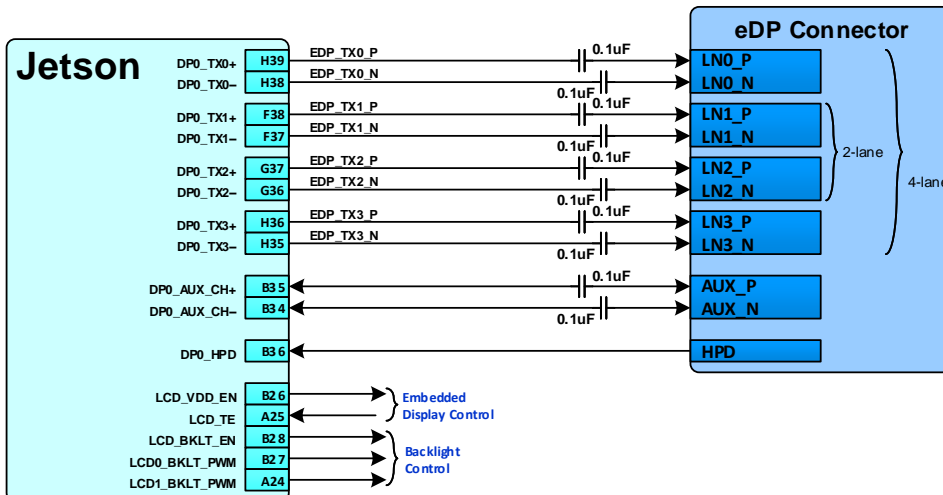 eDP Connector
Jetson
DP0_TX0+ H39 EDP_TX0_P 0.1uF LN0_P
DP0_TX0– H38 EDP_TX0_N 0.1uF LN0_N
DP0_TX1+ F38 EDP_TX1_P 0.1uF LN1_P
DP0_TX1– F37 EDP_TX1_N 0.1uF LN1_N
2-lane
DP0_TX2+ G37 EDP_TX2_P 0.1uF LN2_P
DP0_TX2– G36 EDP_TX2_N 0.1uF LN2_N
4-lane
DP0_TX3+ H36 EDP_TX3_P 0.1uF LN3_P
DP0_TX3– H35 EDP_TX3_N 0.1uF LN3_N
DP0_AUX_CH+ B35 0.1uF AUX_P
DP0_AUX_CH– B34 0.1uF AUX_N
DP0_HPD B36 HPD
LCD_VDD_EN B26
LCD_TE A25
Embedded
Display Control
LCD_BKLT_EN B28
LCD0_BKLT_PWM B27
LCD1_BKLT_PWM A24
Backlight
Control